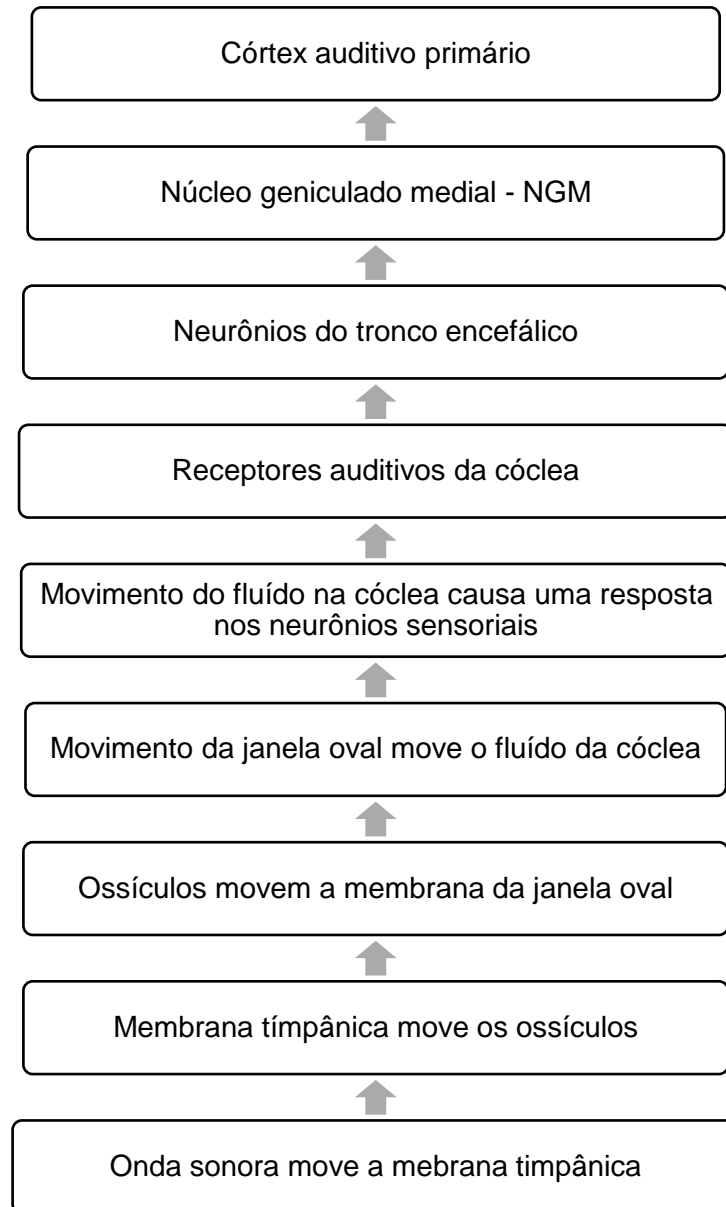 Córtex auditivo primário
Núcleo geniculado medial - NGM
Neurônios do tronco encefálico
Receptores auditivos da cóclea
Movimento do fluído na cóclea causa uma resposta
nos neurônios sensoriais
Movimento da janela oval move o fluído da cóclea
Ossículos movem a membrana da janela oval
Membrana tímpânica move os ossículos
Onda sonora move a mebrana timpânica